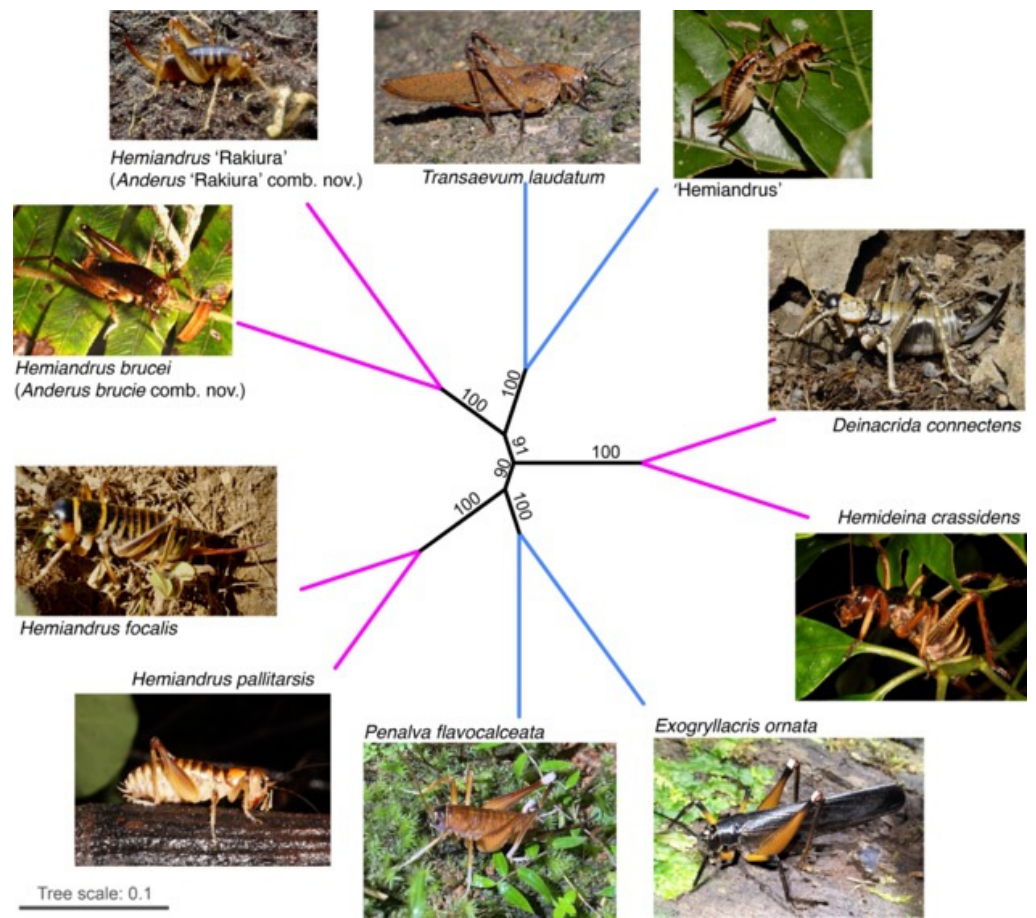 Hemiandrus 'Rakiura'
(Anderus 'Rakiura' comb. nov.)
Transaevum laudatum
'Hemiandrus'
Hemiandrus brucei
(Anderus brucie comb. nov.)
Deinacrida connectens
100
100
91
100
90
100
100
Hemideina crassidens
Hemiandrus focalis
Hemiandrus pallitarsis
Penalva flavocalceata
Exogryllacris ornata
Tree scale: 0.1